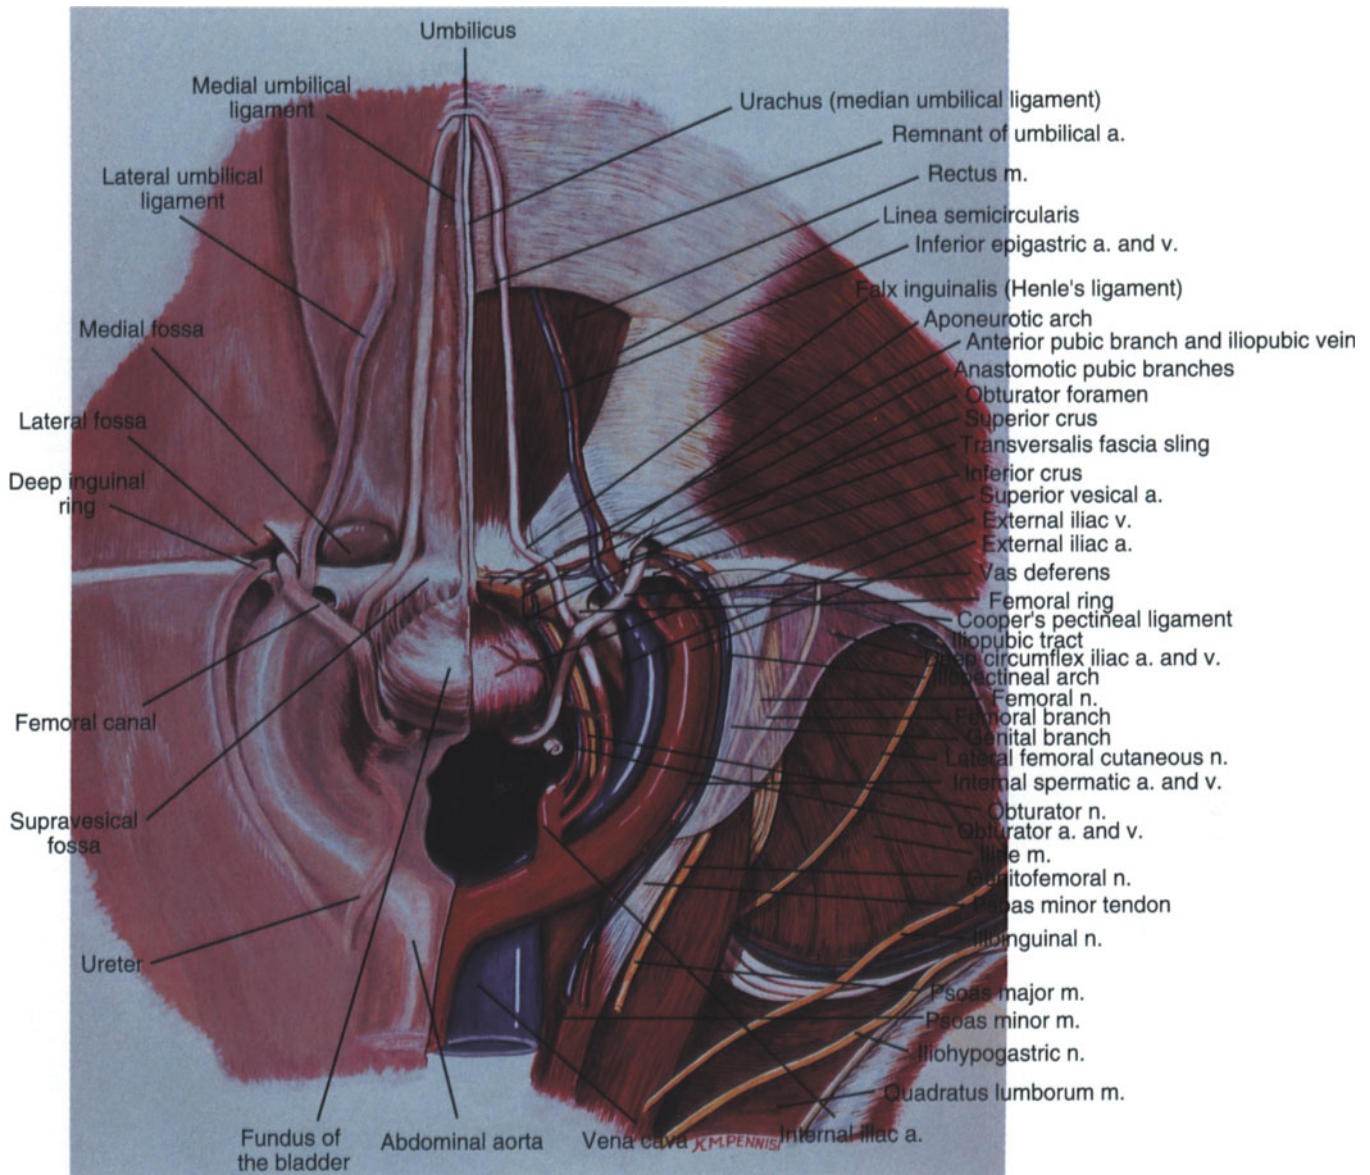 Umbilicus
Medial umbilical
ligament
Lateral umbilical
ligament
Medial fossa
Lateral fossa
Deep inguinal
ring
Femoral canal
Supravesical
fossa
Ureter
Fundus of
the bladder
Abdominal aorta
Vena cava
K.M.PENNISI
Internal iliac a.
Urachus (median umbilical ligament)
Remnant of umbilical a.
Rectus m.
Linea semicircularis
Inferior epigastric a. and v.
Falx inguinalis (Henle's ligament)
Aponeurotic arch
Anterior pubic branch and iliopubic vein
Anastomotic pubic branches
Obturator foramen
Superior crus
Transversalis fascia sling
Inferior crus
Superior vesical a.
External iliac v.
External iliac a.
Vas deferens
Femoral ring
Cooper's pectineal ligament
Iliopubic tract
Deep circumflex iliac a. and v.
Iliopectineal arch
Femoral n.
Femoral branch
Genital branch
Lateral femoral cutaneous n.
Internal spermatic a. and v.
Obturator n.
Obturator a. and v.
m.
Genitofemoral n.
Psoas minor tendon
Ilioinguinal n.
Psoas major m.
Psoas minor m.
Iliohypogastric n.
Quadratus lumborum m.